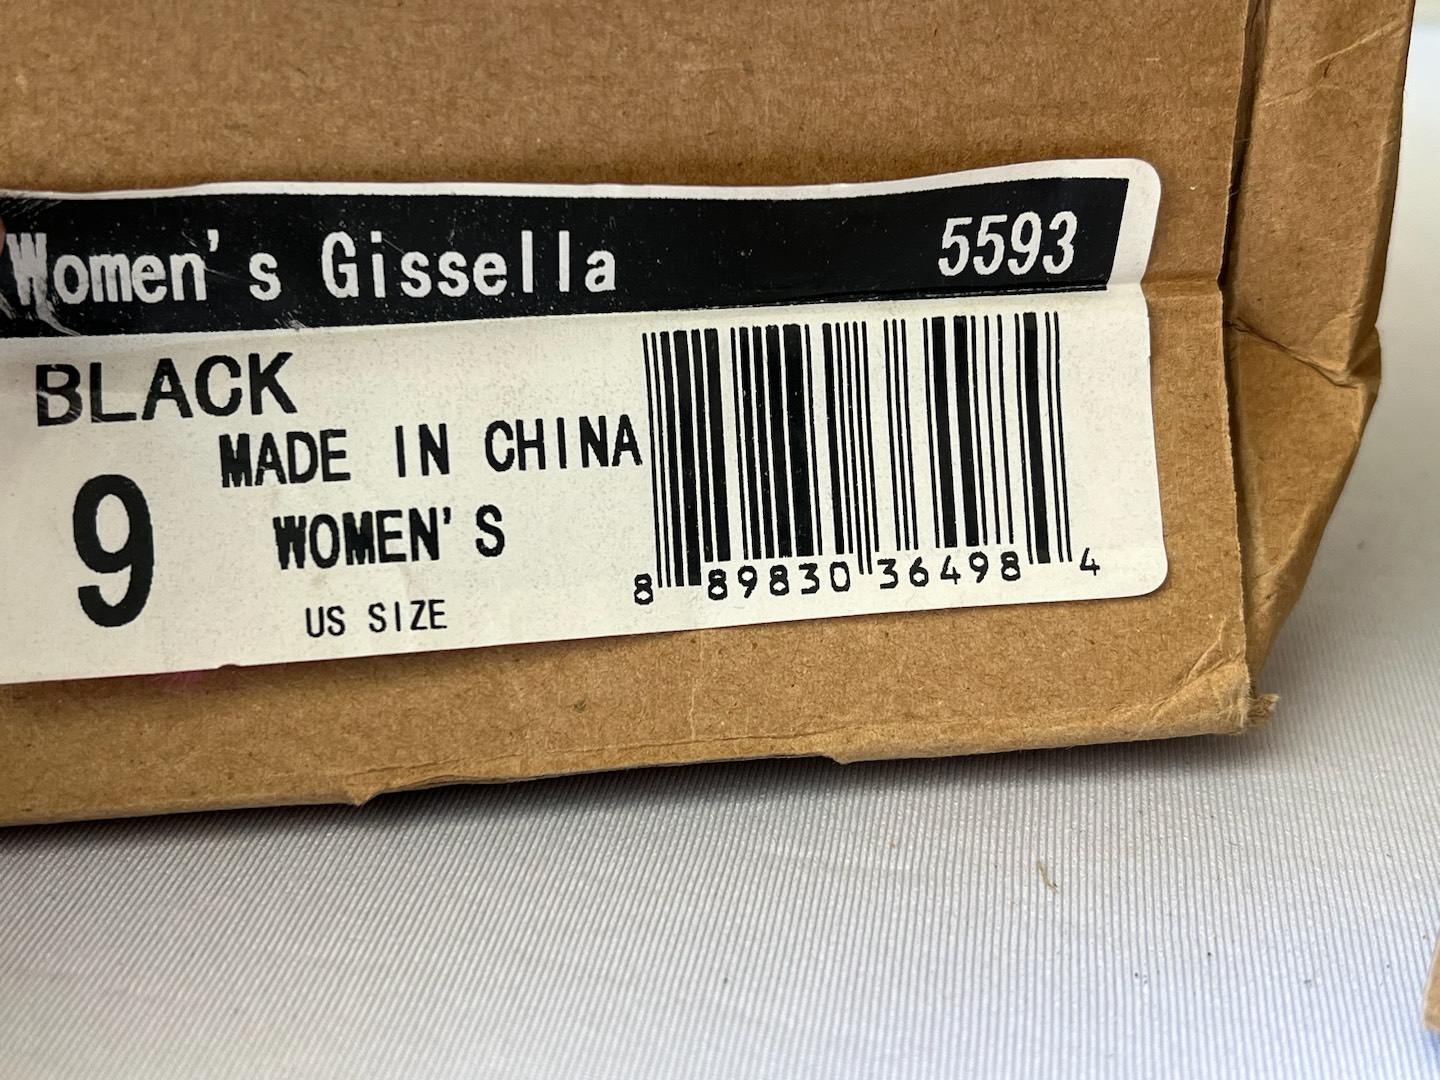 Women's Gissella 5593
BLACK
MADE IN CHINA
9
WOMEN'S
US SIZE
8 89830 36498 4